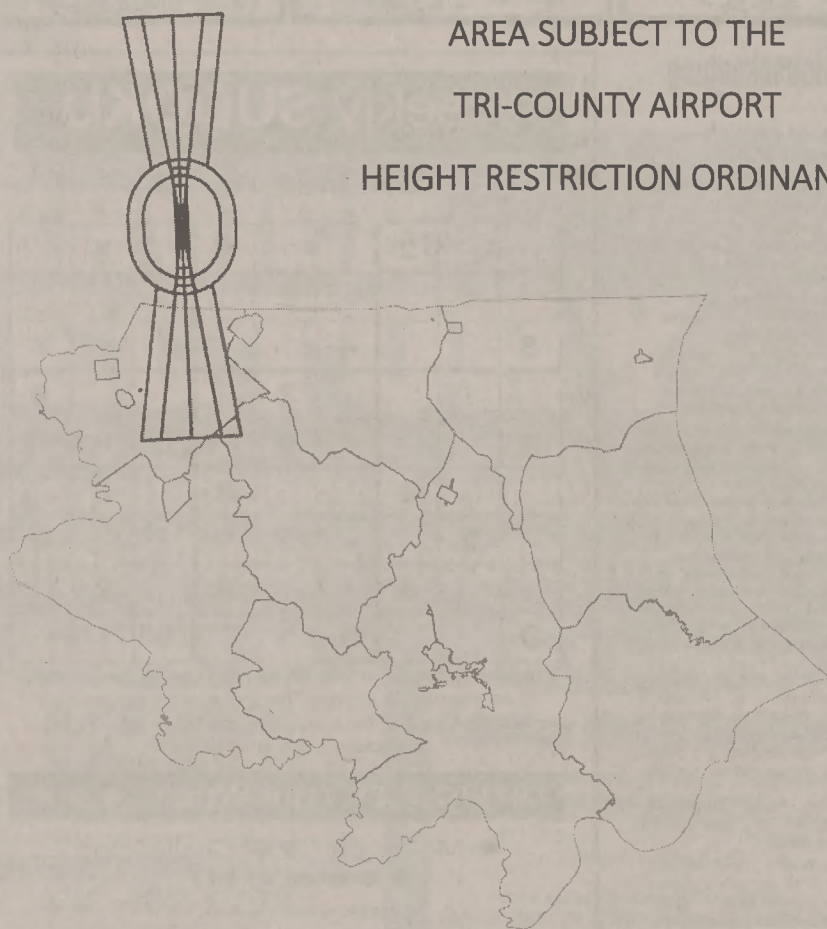 AREA SUBJECT TO THE
TRI-COUNTY AIRPORT
HEIGHT RESTRICTION ORDINAN